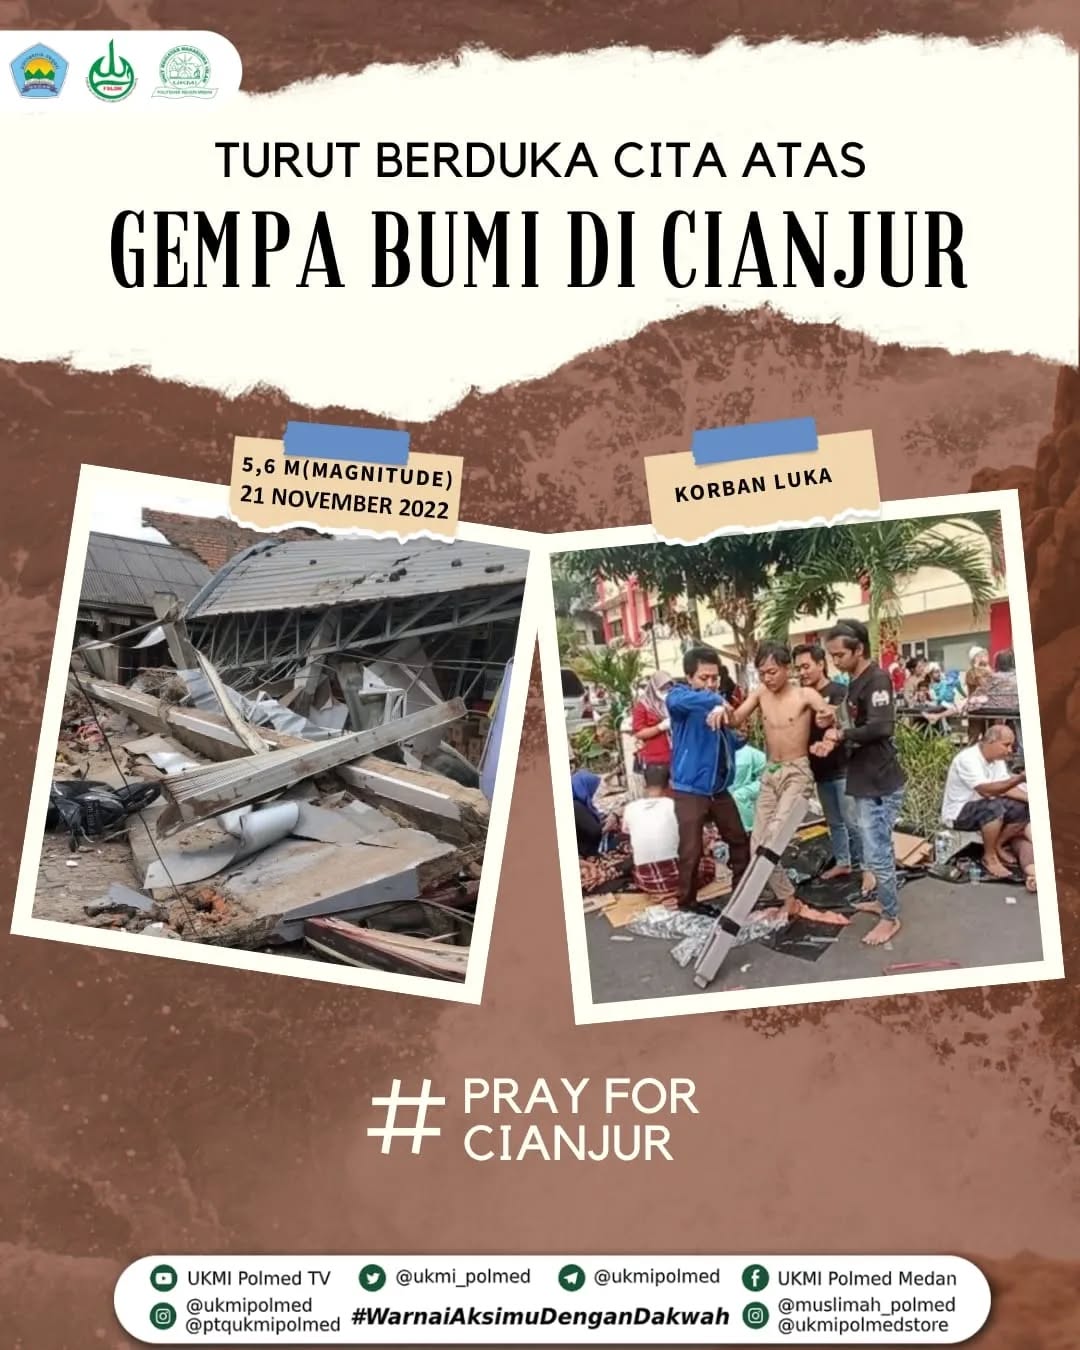 TURUT BERDUKA CITA ATAS
GEMPA BUMI DI CIANJUR
5,6 M(MAGNITUDE)
21 NOVEMBER 2022
KORBAN LUKA
# PRAY FOR
CIANJUR
UKMI Polmed TV
@ukmi_polmed
@ukmipolmed
UKMI Polmed Medan
@ukmipolmed
@ptqukmipolmed
#WarnaiAksimuDenganDakwah
@muslimah_polmed
@ukmipolmedstore